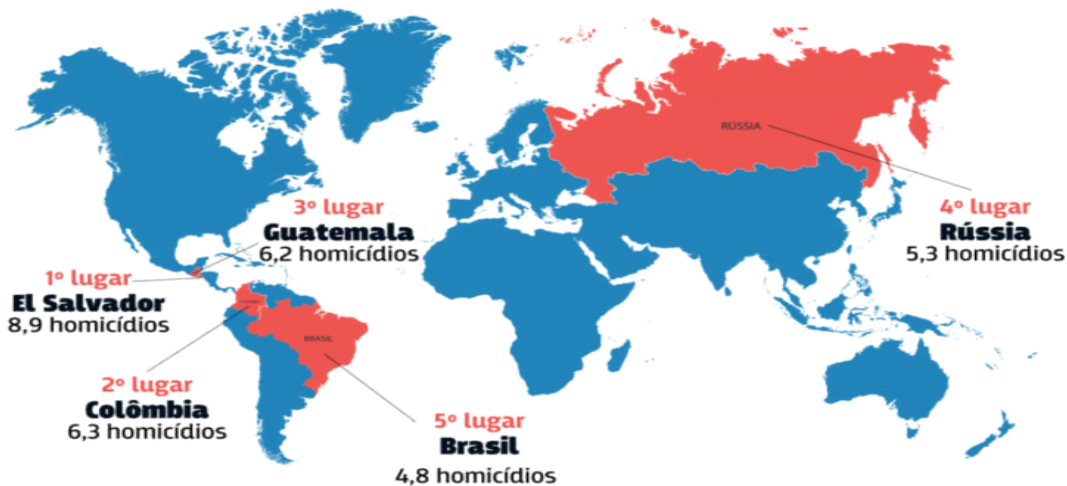 RÚSSIA
3º lugar
Guatemala
6,2 homicídios
4º lugar
Rússia
5,3 homicídios
1º lugar
El Salvador
8,9 homicídios
BRASIL
2º lugar
Colômbia
6,3 homicídios
5º lugar
Brasil
4,8 homicídios